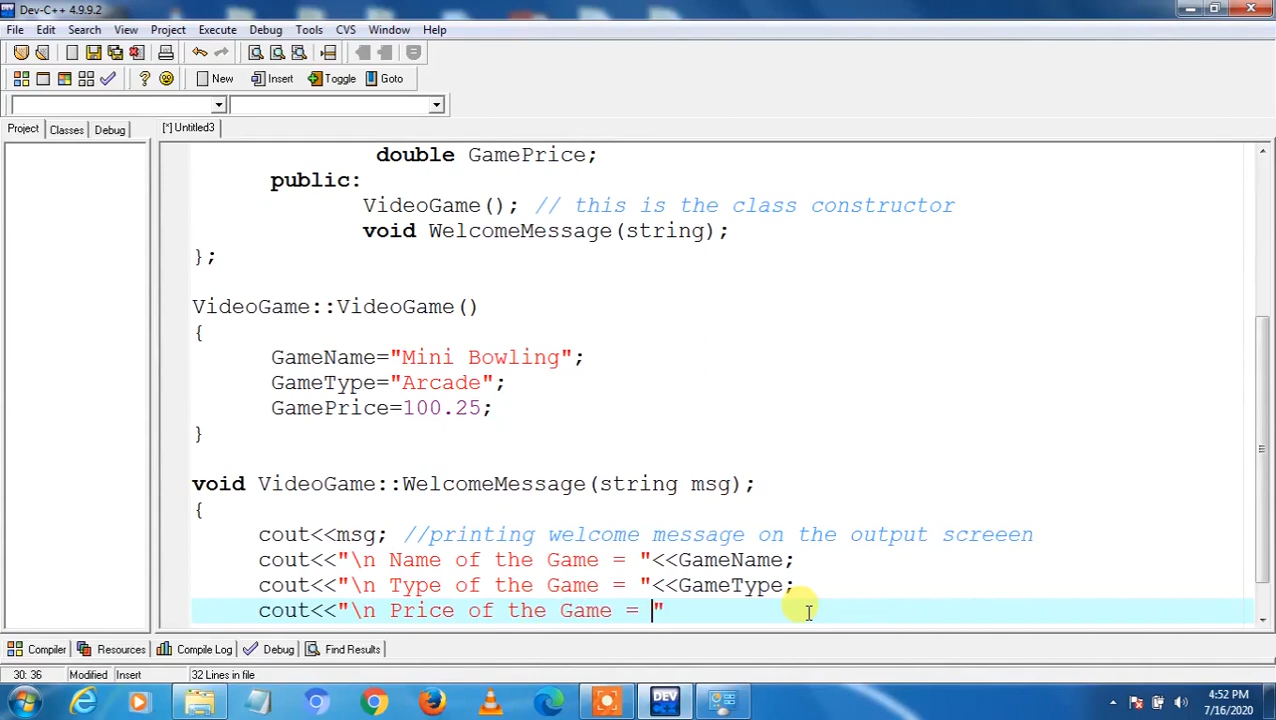 Dev-C++ 4.9.9.2
File Edit Search View Project Execute Debug Tools CVS Window Help
New Insert Toggle Goto
Project Classes Debug [*] Untitled3
double GamePrice;
public:
VideoGame(); // this is the class constructor
void WelcomeMessage(string);
};
VideoGame::VideoGame()
{
GameName="Mini Bowling";
GameType="Arcade";
GamePrice=100.25;
}
void VideoGame::WelcomeMessage(string msg);
{
cout<<msg; //printing welcome message on the output screeen
cout<<"\n Name of the Game = "<<GameName;
cout<<"\n Type of the Game = "<<GameType;
cout<<"\n Price of the Game = "
Compiler Resources Compile Log Debug Find Results
30: 36 Modified Insert 32 Lines in file
DEV
4:52 PM
7/16/2020